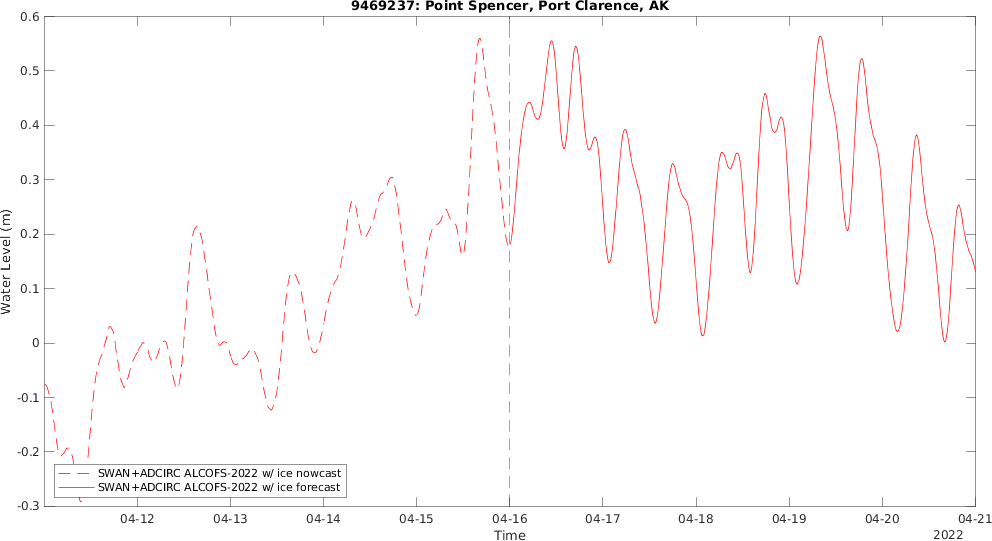 9469237: Point Spencer, Port Clarence, AK
0.6
0.5
0.4
0.3
0.2
0.1
0
-0.1
-0.2
-0.3
Water Level (m)
SWAN+ADCIRC ALCOFS-2022 w/ ice nowcast
SWAN+ADCIRC ALCOFS-2022 w/ ice forecast
04-12 04-13 04-14 04-15 04-16 04-17 04-18 04-19 04-20 04-21
Time
2022